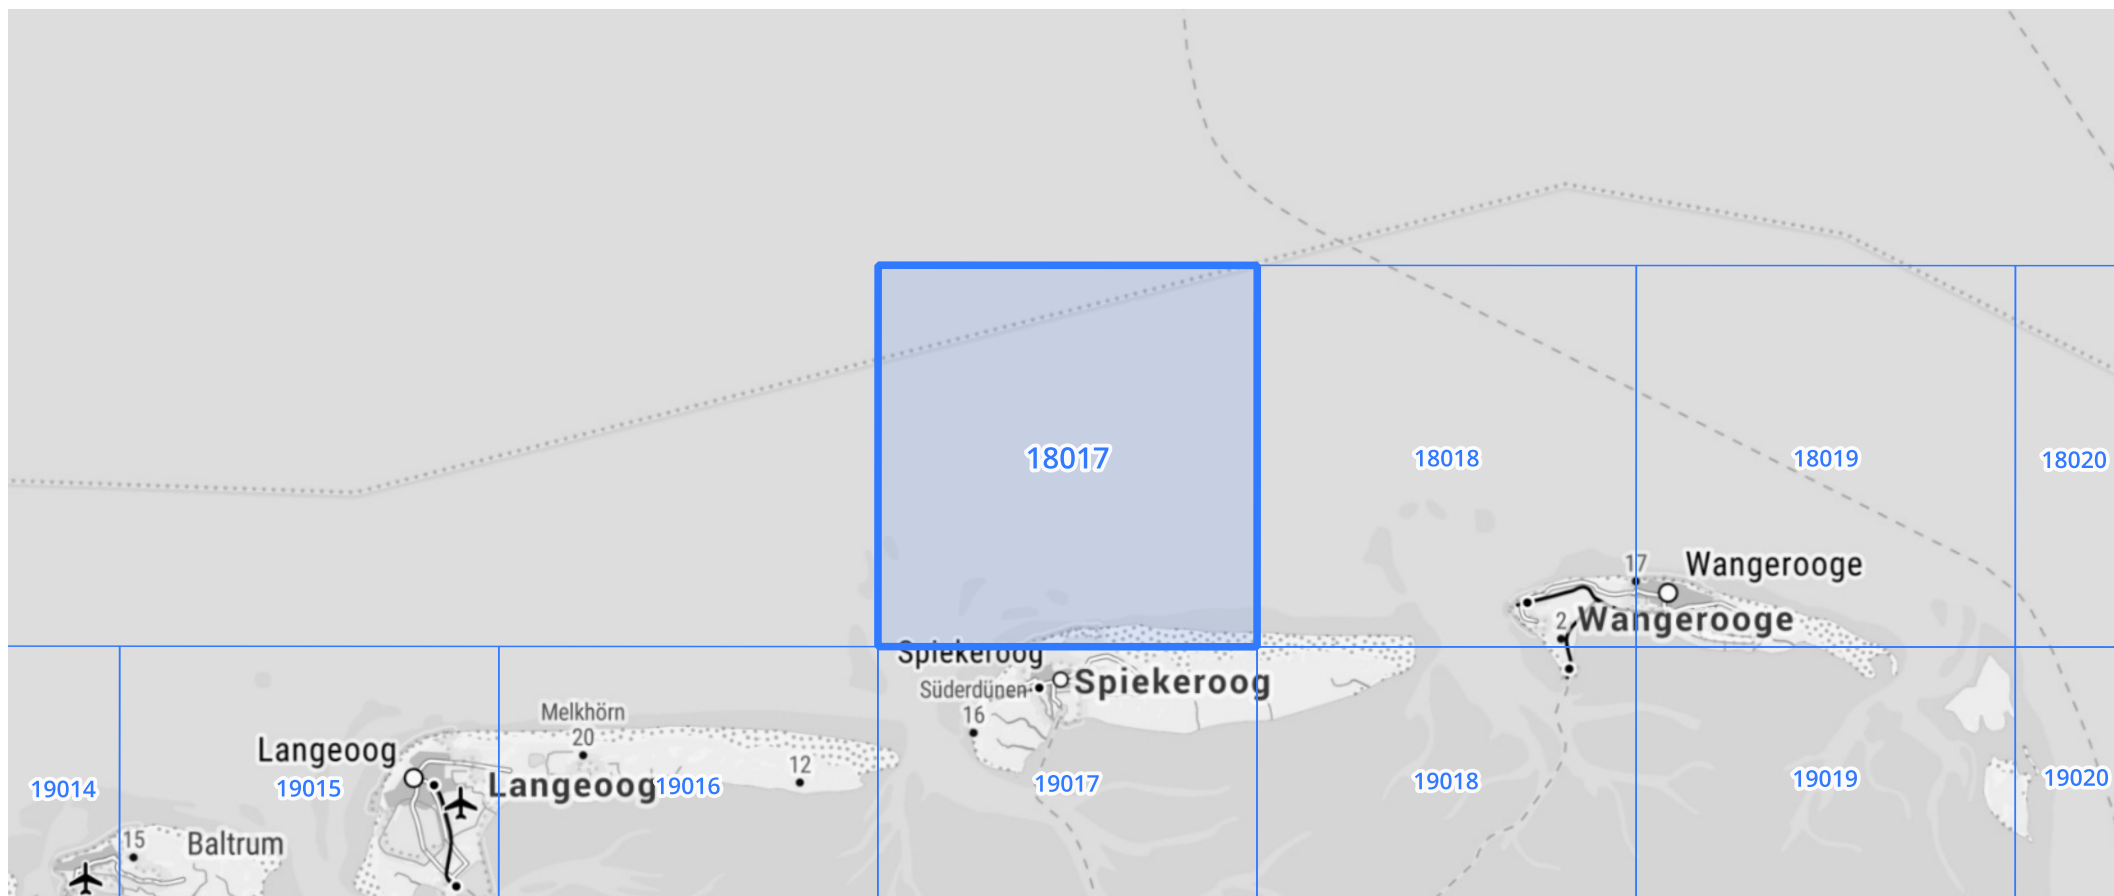 18017
18018
18019
18020
17
Wangerooge
2
Wangerooge
Spiekeroog
Süderdünen
Spiekeroog
16
Melkhörn
20
Langeoog
12
19014
19015
Langeoog
19016
19017
19018
19019
19020
15
Baltrum